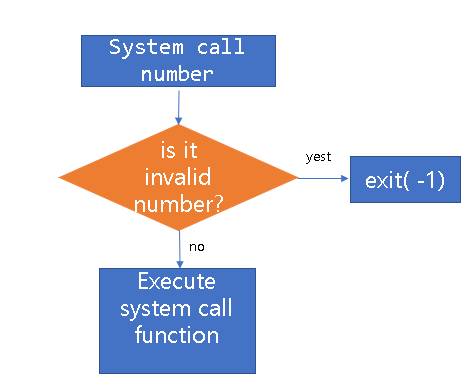 System call
number
is it
invalid
number?
yest
exit( -1)
no
Execute
system call
function